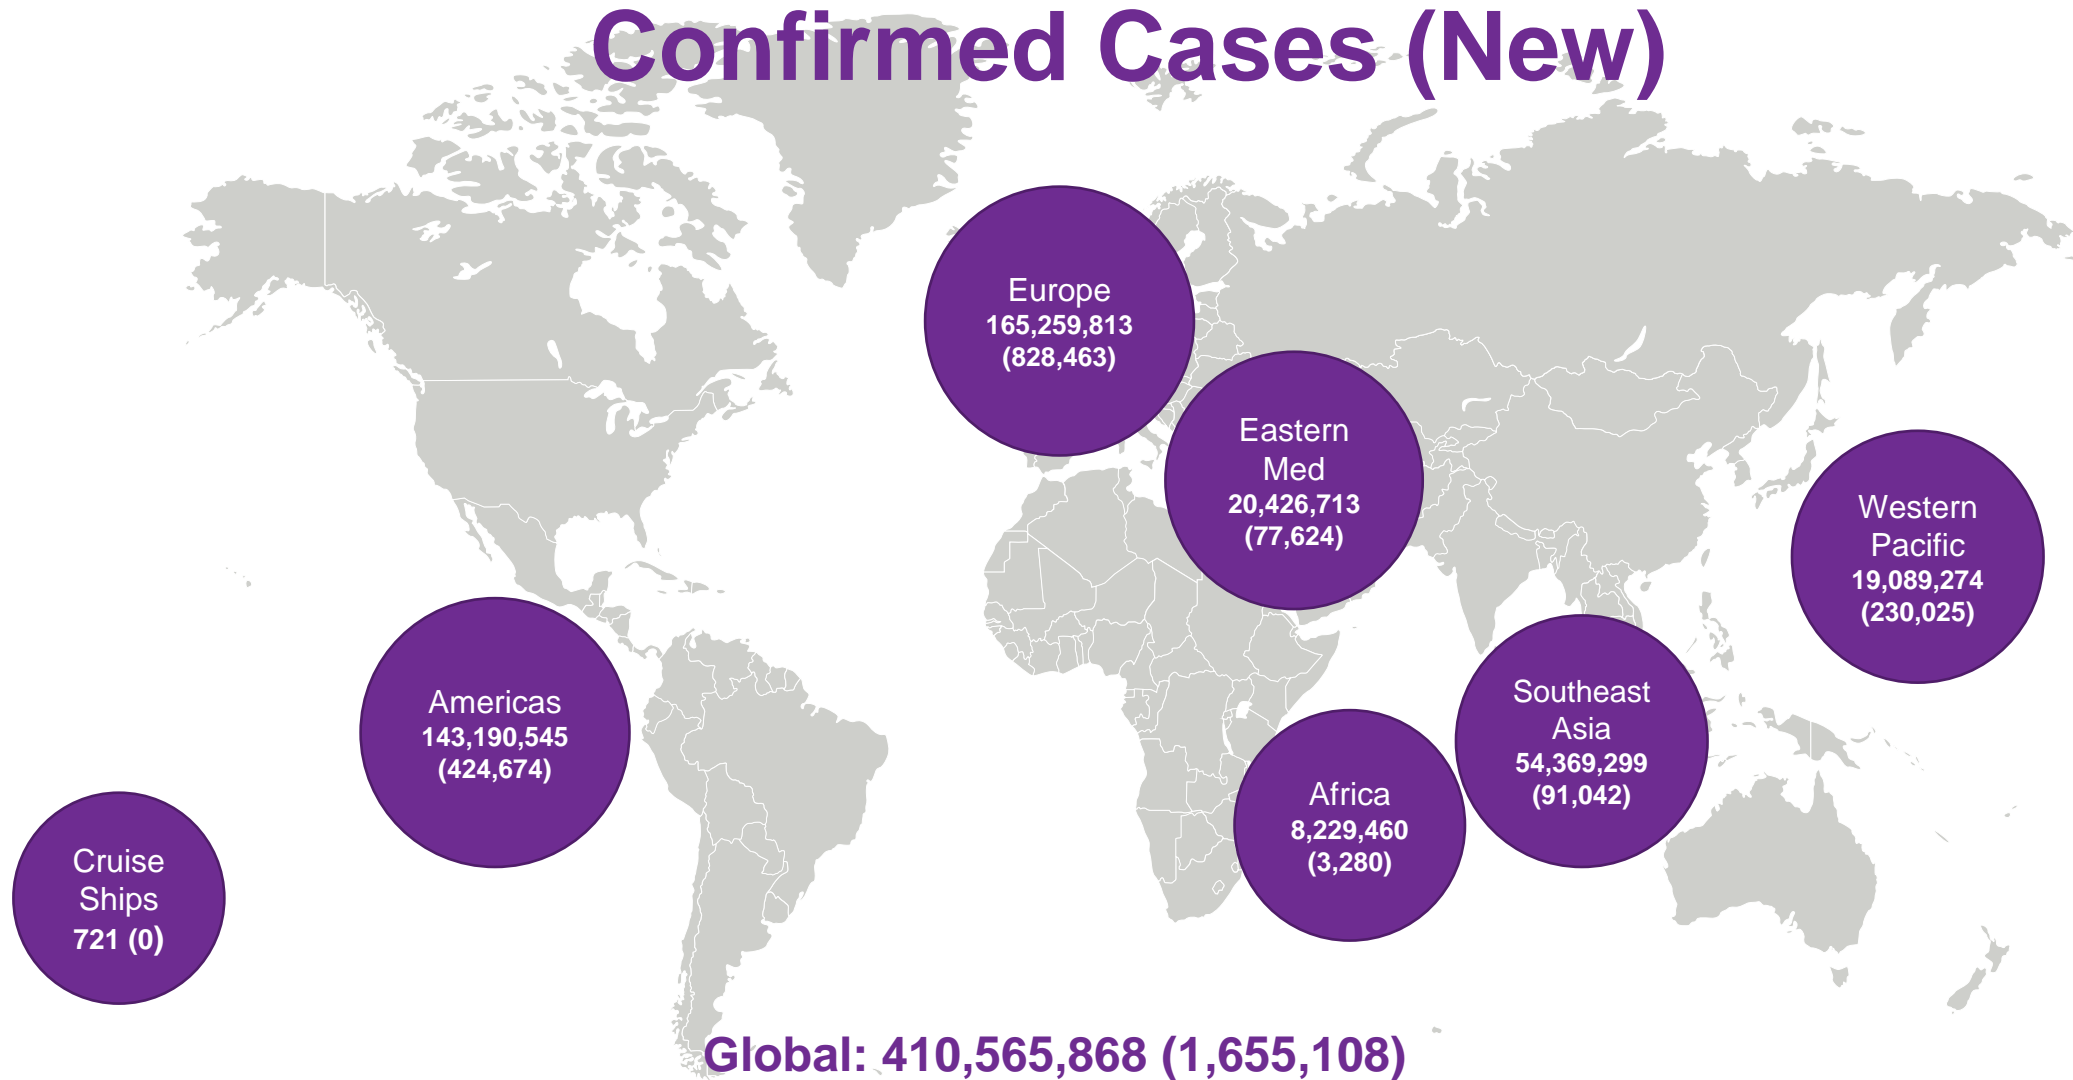 Confirmed Cases (New)
Europe
165,259,813
(828,463)
Eastern
Med
20,426,713
(77,624)
Western
Pacific
19,089,274
(230,025)
Americas
143,190,545
(424,674)
Southeast
Asia
54,369,299
(91,042)
Africa
8,229,460
(3,280)
Cruise
Ships
721 (0)
Global: 410,565,868 (1,655,108)